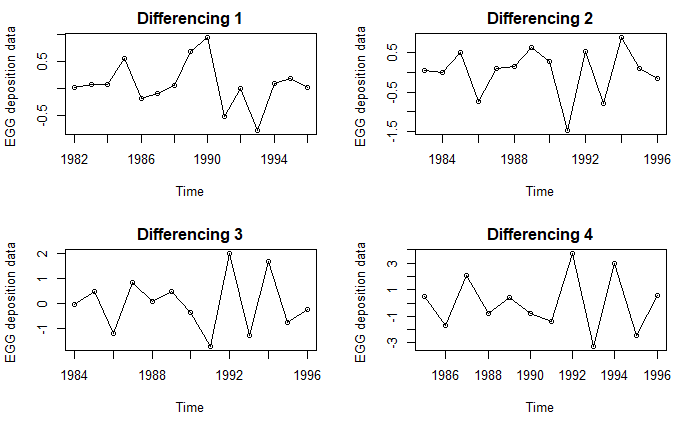 Differencing 1
EGG deposition data
0.5
-0.5
1982 1986 1990 1994
Time
Differencing 2
EGG deposition data
0.5
-0.5
-1.5
1984 1988 1992 1996
Time
Differencing 3
EGG deposition data
2
1
0
-1
1984 1988 1992 1996
Time
Differencing 4
EGG deposition data
3
1
-1
-3
1986 1988 1990 1992 1994 1996
Time